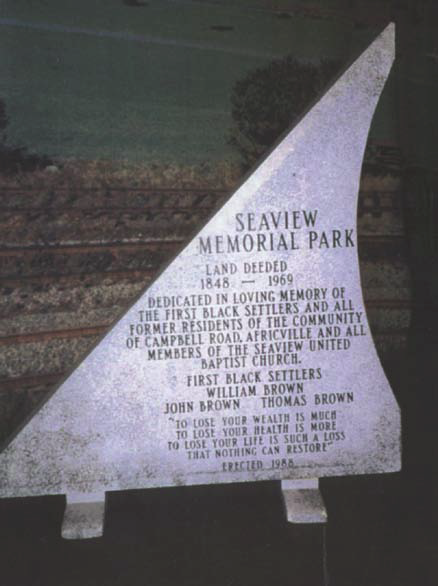 SEAVIEW
MEMORIAL PARK
LAND DEEDED
1848 — 1969
DEDICATED IN LOVING MEMORY OF
THE FIRST BLACK SETTLERS AND ALL
FORMER RESIDENTS OF THE COMMUNITY
OF CAMPBELL ROAD, AFRICVILLE AND ALL
MEMBERS OF THE SEAVIEW UNITED
BAPTIST CHURCH.
FIRST BLACK SETTLERS
WILLIAM BROWN
JOHN BROWN THOMAS BROWN
"TO LOSE YOUR WEALTH IS MUCH
TO LOSE YOUR HEALTH IS MORE
TO LOSE YOUR LIFE IS SUCH A LOSS
THAT NOTHING CAN RESTORE"
ERECTED 1988